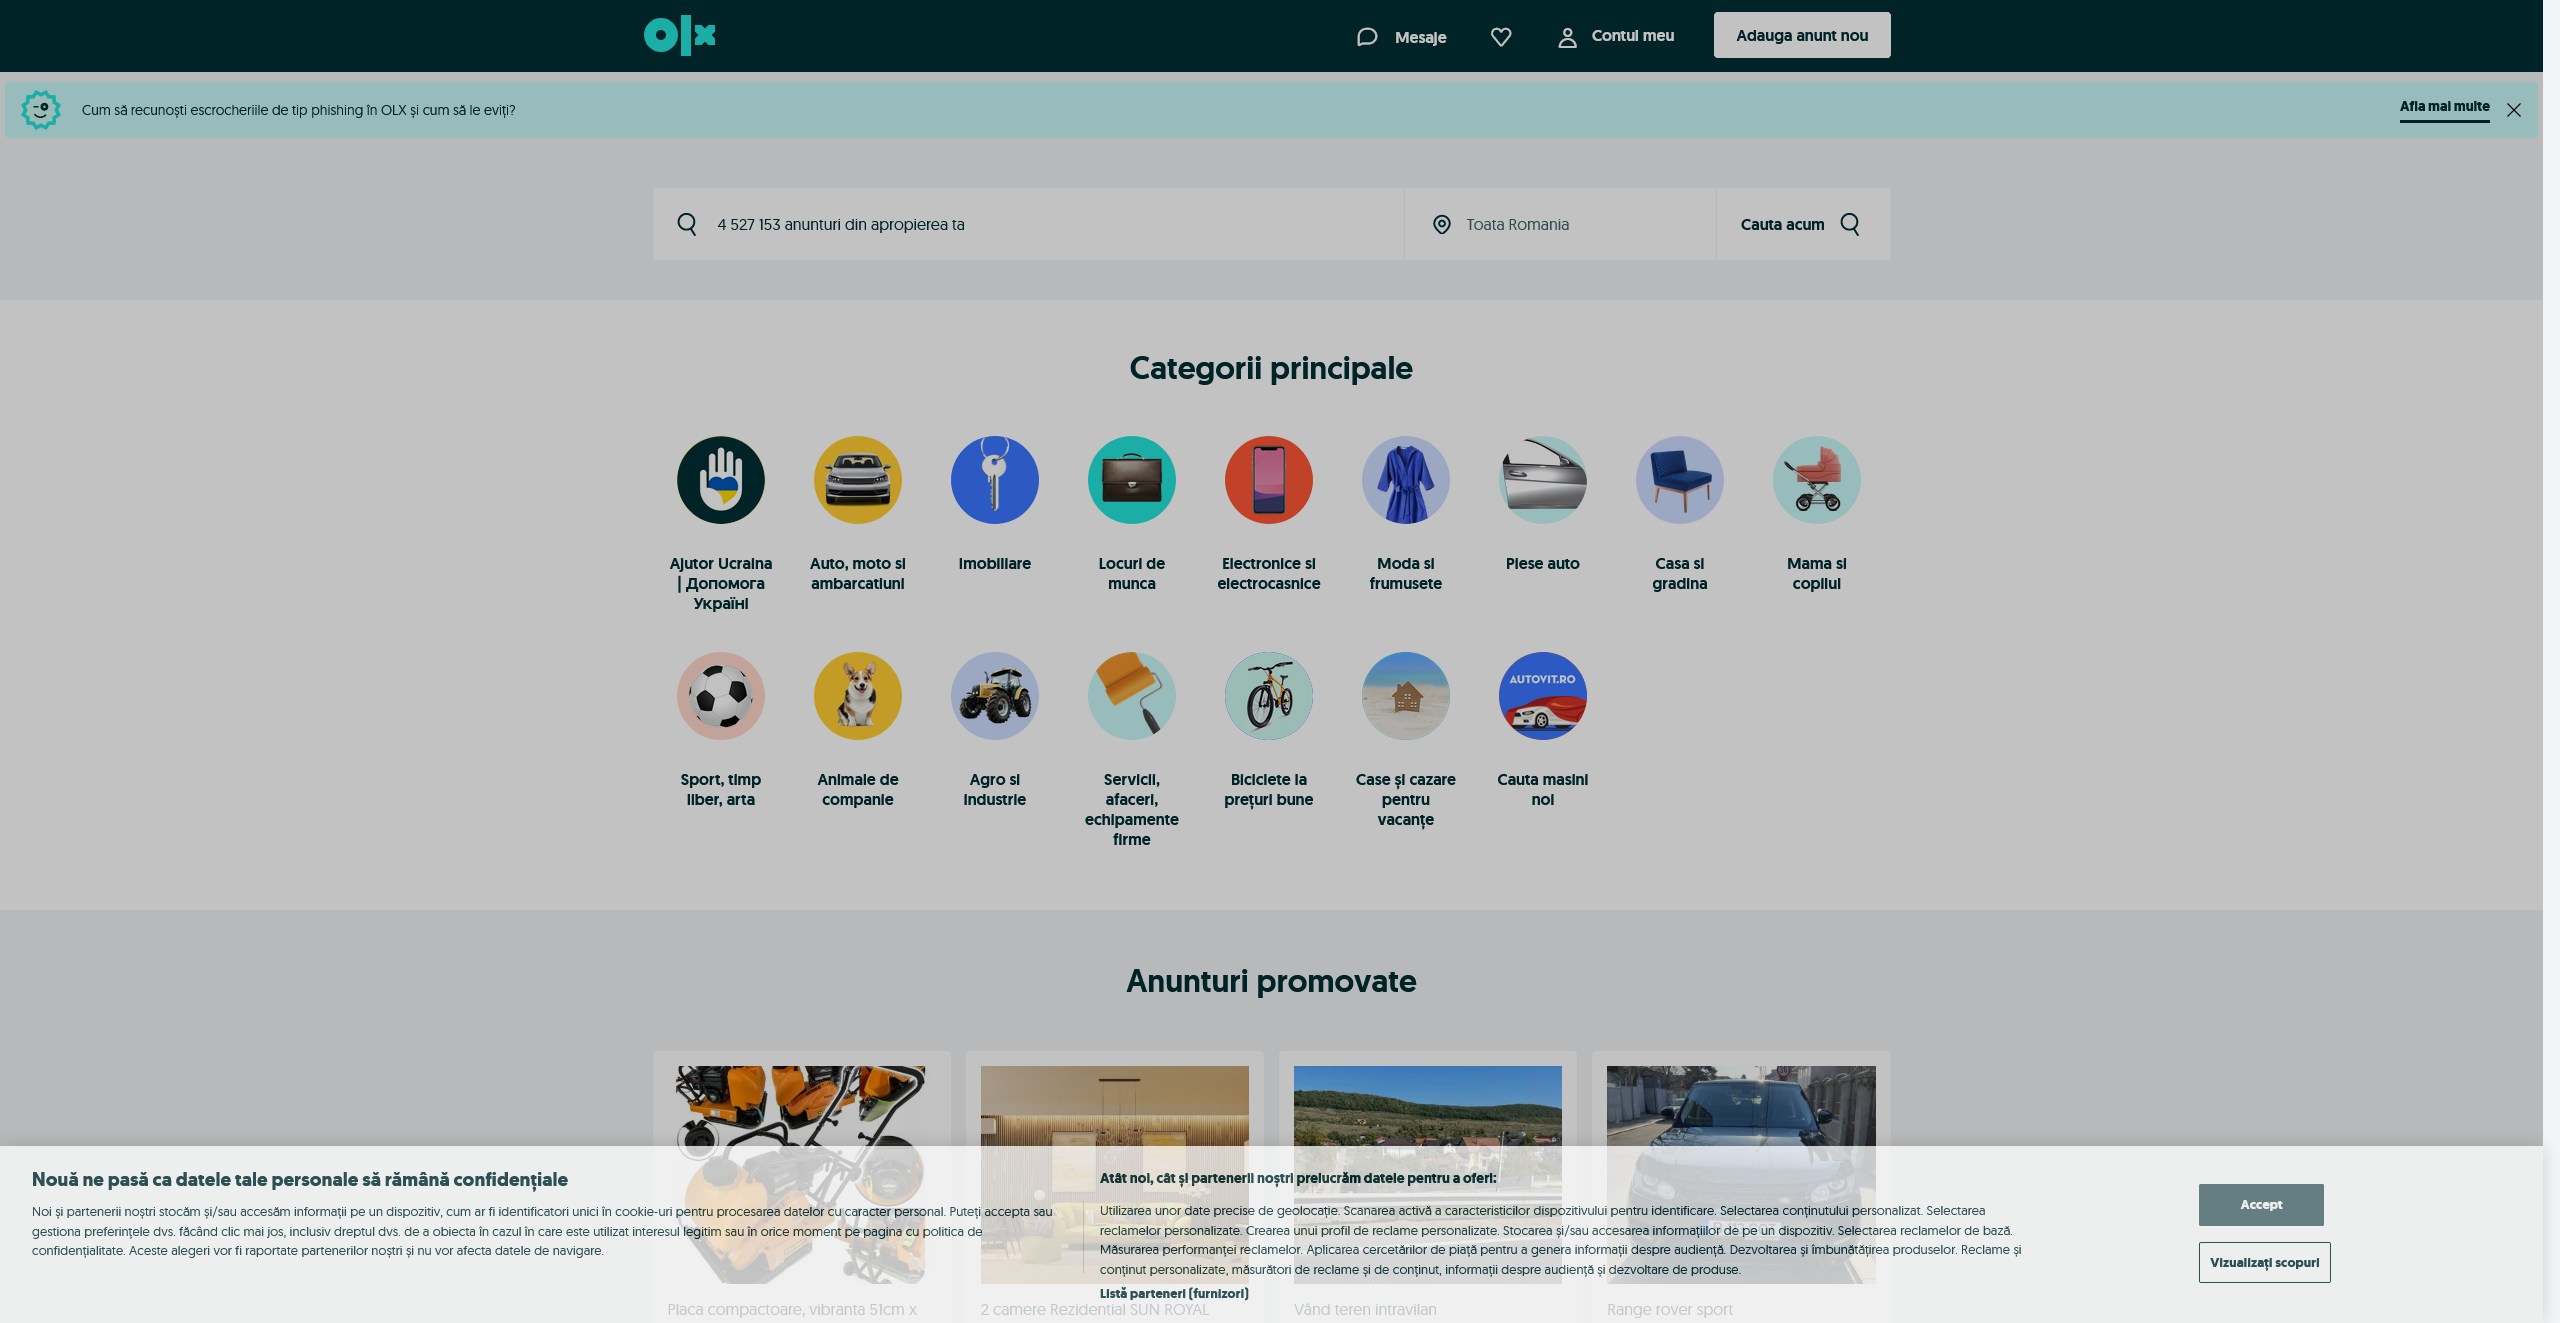 olx
Mesaje
Contul meu
Adauga anunt nou
Cum să recunoști escrocheriile de tip phishing în OLX și cum să le eviți?
Afla mai multe
4 527 153 anunturi din apropierea ta
Toata Romania
Cauta acum
Categorii principale
Ajutor Ucraina
| Допомога
Україні
Auto, moto si
ambarcatiuni
Imobiliare
Locuri de
munca
Electronice si
electrocasnice
Moda si
frumusete
Piese auto
Casa si
gradina
Mama si
copilul
AUTOVIT.RO
Sport, timp
liber, arta
Animale de
companie
Agro si
industrie
Servicii,
afaceri,
echipamente
firme
Biciclete la
prețuri bune
Case și cazare
pentru
vacanțe
Cauta masini
noi
Anunturi promovate
Nouă ne pasă ca datele tale personale să rămână confidențiale
Noi și partenerii noștri stocăm și/sau accesăm informații pe un dispozitiv, cum ar fi identificatori unici în cookie-uri pentru procesarea datelor cu caracter personal. Puteți accepta sau
gestiona preferințele dvs. făcând clic mai jos, inclusiv dreptul dvs. de a obiecta în cazul în care este utilizat interesul legitim sau în orice moment pe pagina cu politica de
confidențialitate. Aceste alegeri vor fi raportate partenerilor noștri și nu vor afecta datele de navigare.
Atât noi, cât și partenerii noștri prelucrăm datele pentru a oferi:
Utilizarea unor date precise de geolocație. Scanarea activă a caracteristicilor dispozitivului pentru identificare. Selectarea conținutului personalizat. Selectarea
reclamelor personalizate. Crearea unui profil de reclame personalizate. Stocarea și/sau accesarea informațiilor de pe un dispozitiv. Selectarea reclamelor de bază.
Măsurarea performanței reclamelor. Aplicarea cercetărilor de piață pentru a genera informații despre audiență. Dezvoltarea și îmbunătățirea produselor. Reclame și
conținut personalizate, măsurători de reclame și de conținut, informații despre audiență și dezvoltare de produse.
Listă parteneri (furnizori)
Accept
Vizualizați scopuri
Placa compactoare, vibranta 51cm x
2 camere Rezidential SUN ROYAL
Vând teren intravilan
Range rover sport